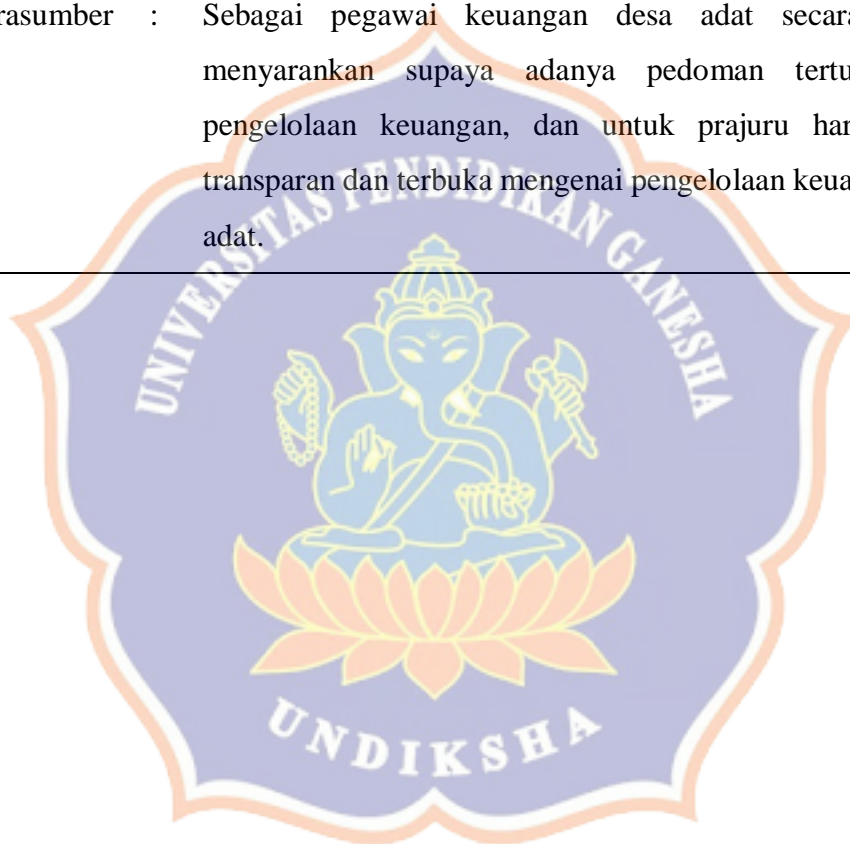 rasumber : Sebagai pegawai keuangan desa adat secara
menyarankan supaya adanya pedoman tertu
pengelolaan keuangan, dan untuk prajuru har
transparan dan terbuka mengenai pengelolaan keua
adat.
UNIVERSITAS PENDIDIKAN GANESHA
UNDIKSHA